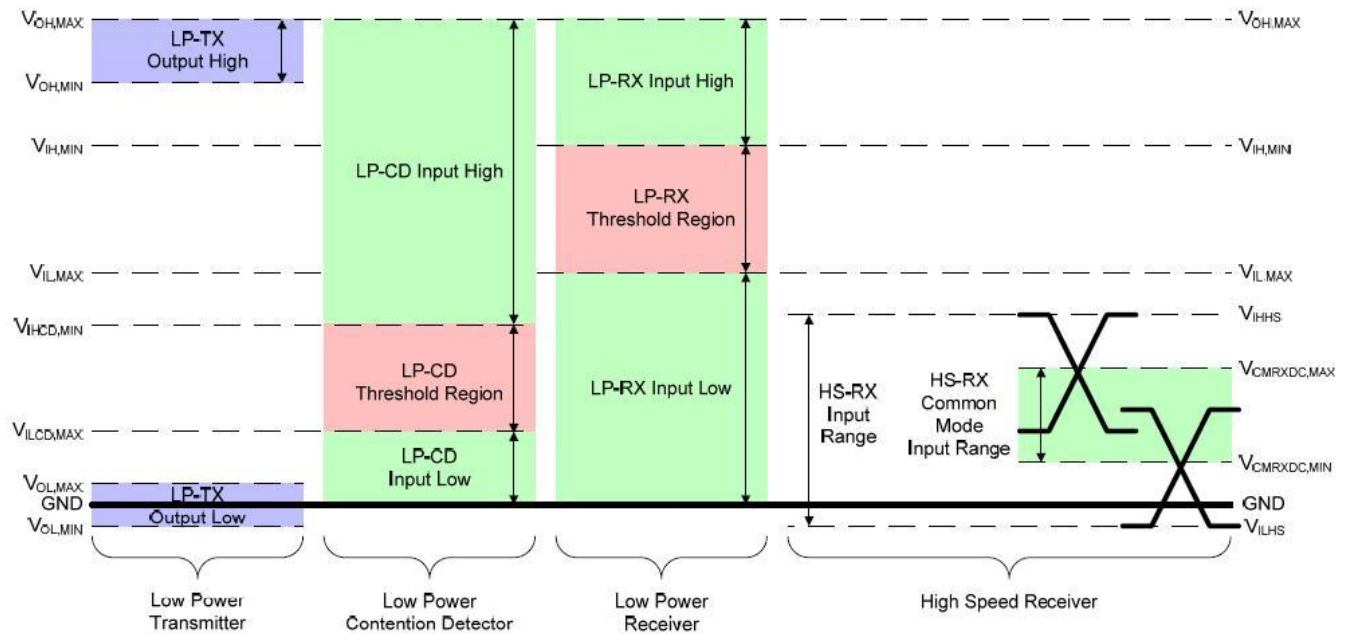 VOH,MAX
LP-TX
Output High
VOH,MIN
VIH,MIN
VIL,MAX
VIHCD,MIN
VILCD,MAX
VOL,MAX
GND
LP-TX
Output Low
VOL,MIN
LP-CD Input High
LP-CD
Threshold Region
LP-CD
Input Low
LP-RX Input High
LP-RX
Threshold Region
LP-RX Input Low
HS-RX
Input
Range
HS-RX
Common
Mode
Input Range
VOH,MAX
VIH,MIN
VIL.MAX
VIHHS
VCMRXDC,MAX
VCMRXDC,MIN
GND
VILHS
Low Power
Transmitter
Low Power
Contention Detector
Low Power
Receiver
High Speed Receiver